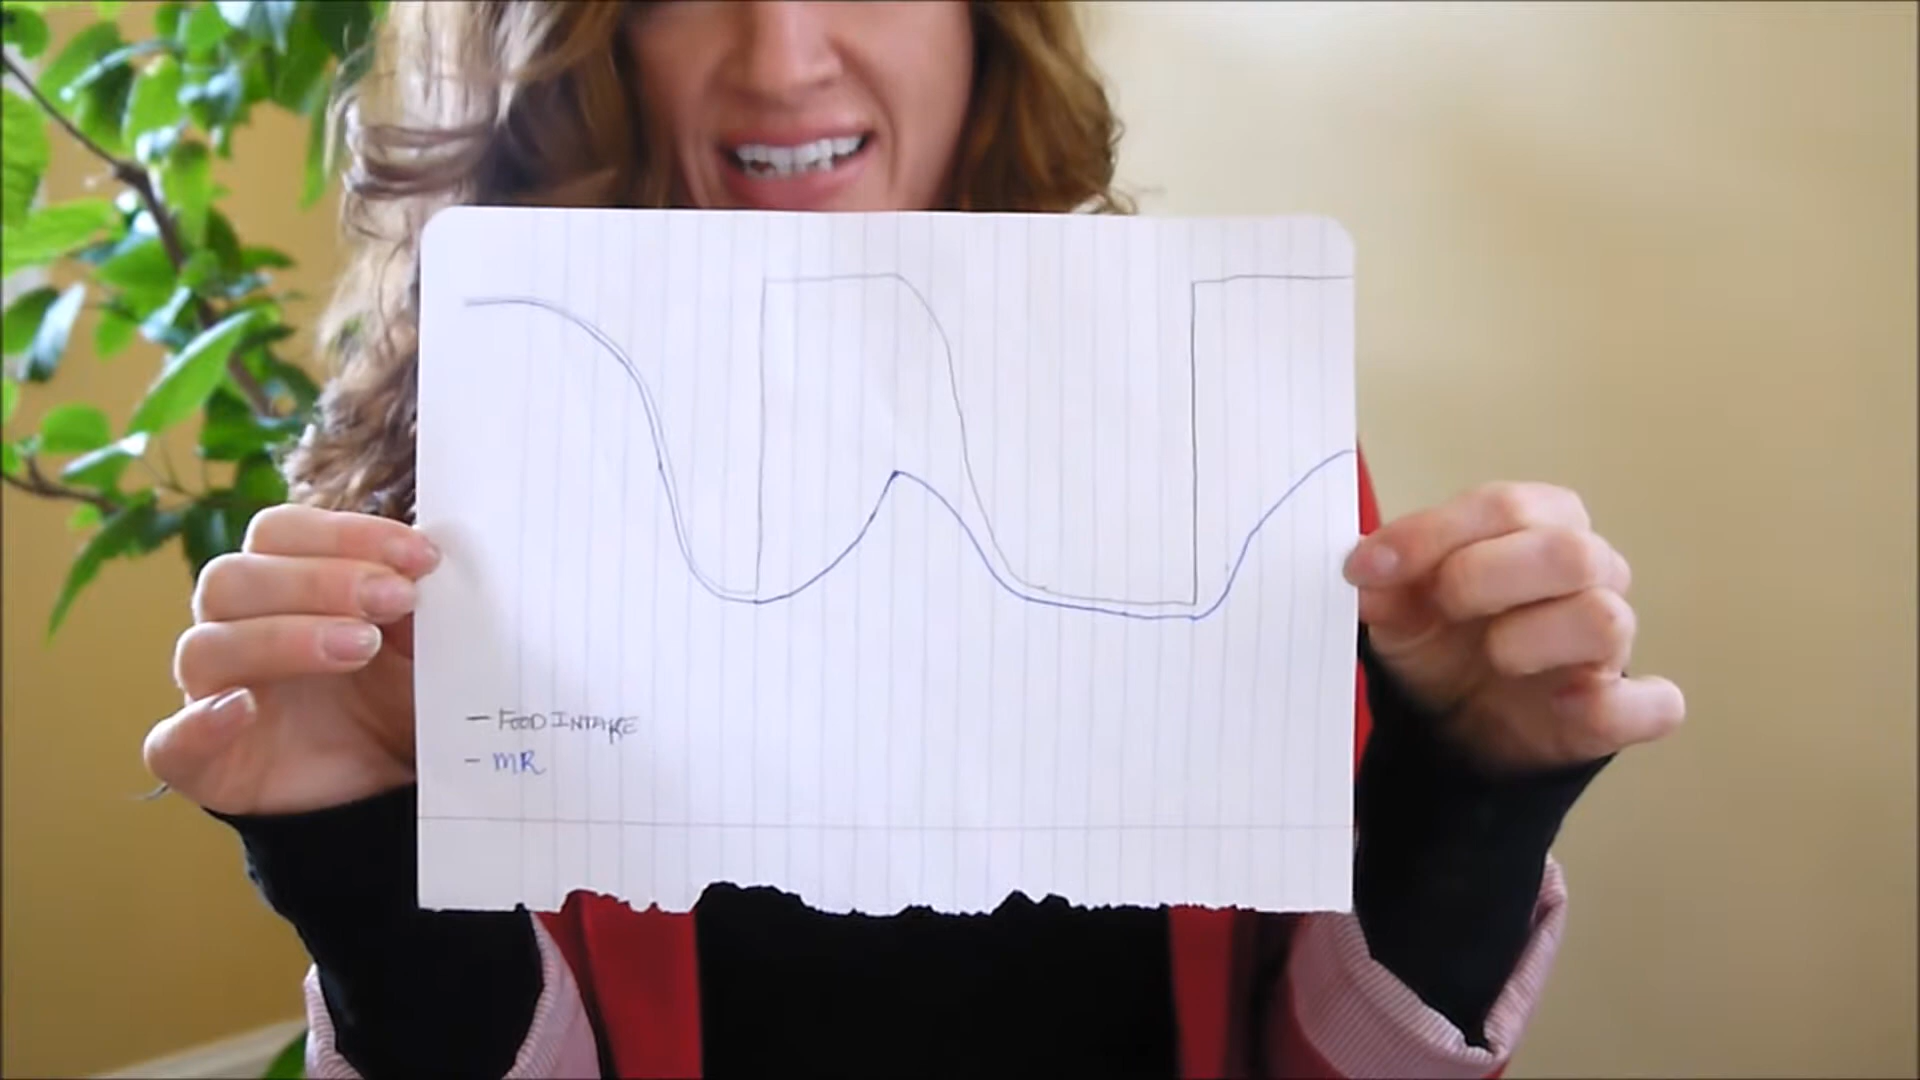 — FOOD INTAKE
— MR